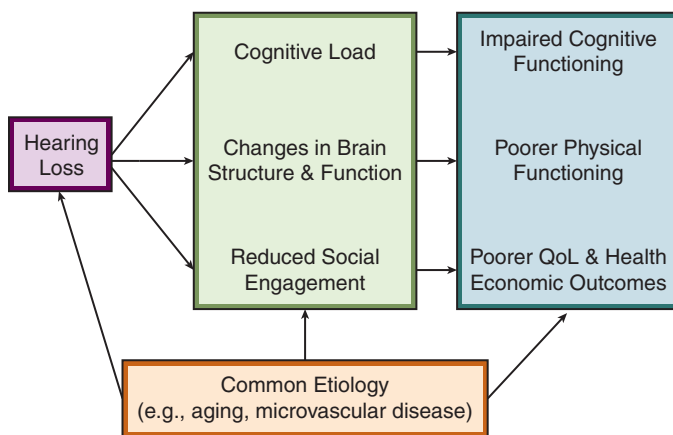 Hearing
Loss
Cognitive Load
Changes in Brain
Structure & Function
Reduced Social
Engagement
Impaired Cognitive
Functioning
Poorer Physical
Functioning
Poorer QoL & Health
Economic Outcomes
Common Etiology
(e.g., aging, microvascular disease)